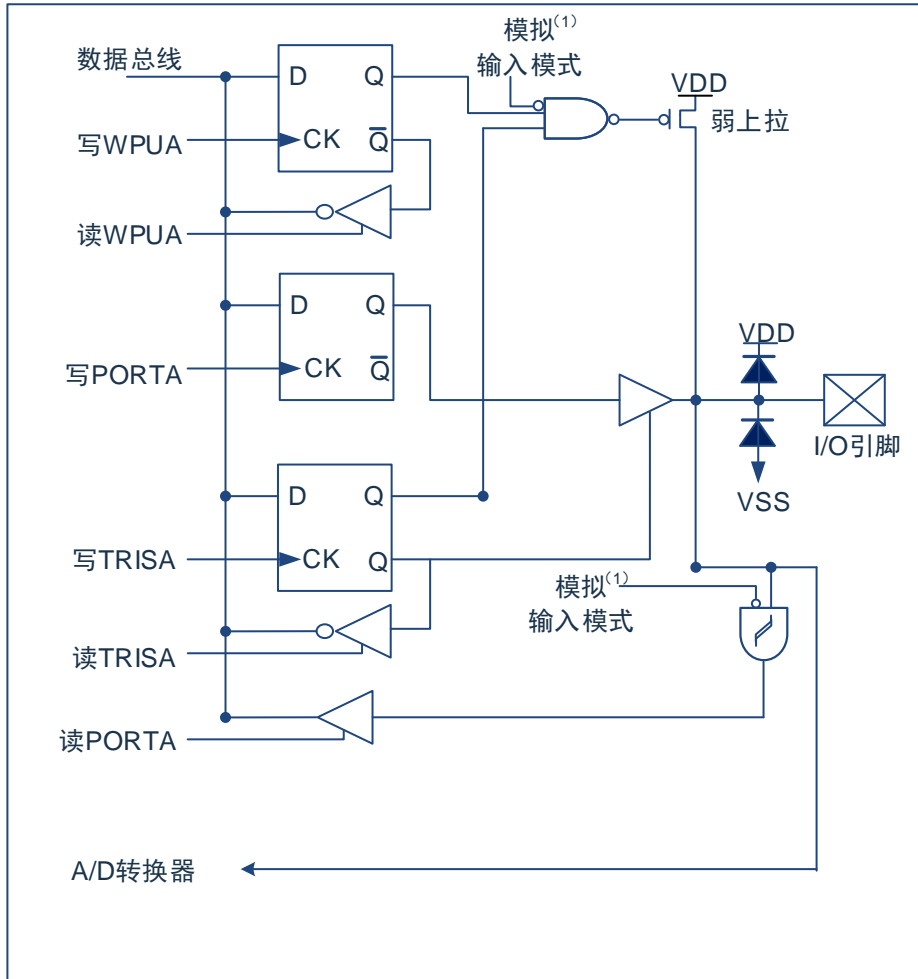 模拟(1)
输入模式
数据总线
D Q
VDD
弱上拉
写WPUA
CK Q̅
读WPUA
D Q
VDD
写PORTA
CK Q̅
I/O引脚
D Q
VSS
写TRISA
CK Q
模拟(1)
输入模式
读TRISA
读PORTA
A/D转换器